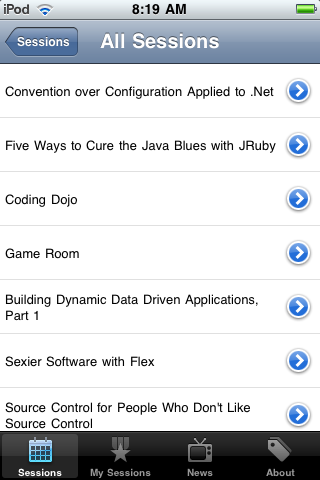 iPod 8:19 AM
Sessions All Sessions
Convention over Configuration Applied to .Net
Five Ways to Cure the Java Blues with JRuby
Coding Dojo
Game Room
Building Dynamic Data Driven Applications,
Part 1
Sexier Software with Flex
Source Control for People Who Don't Like
Source Control
Sessions My Sessions News About